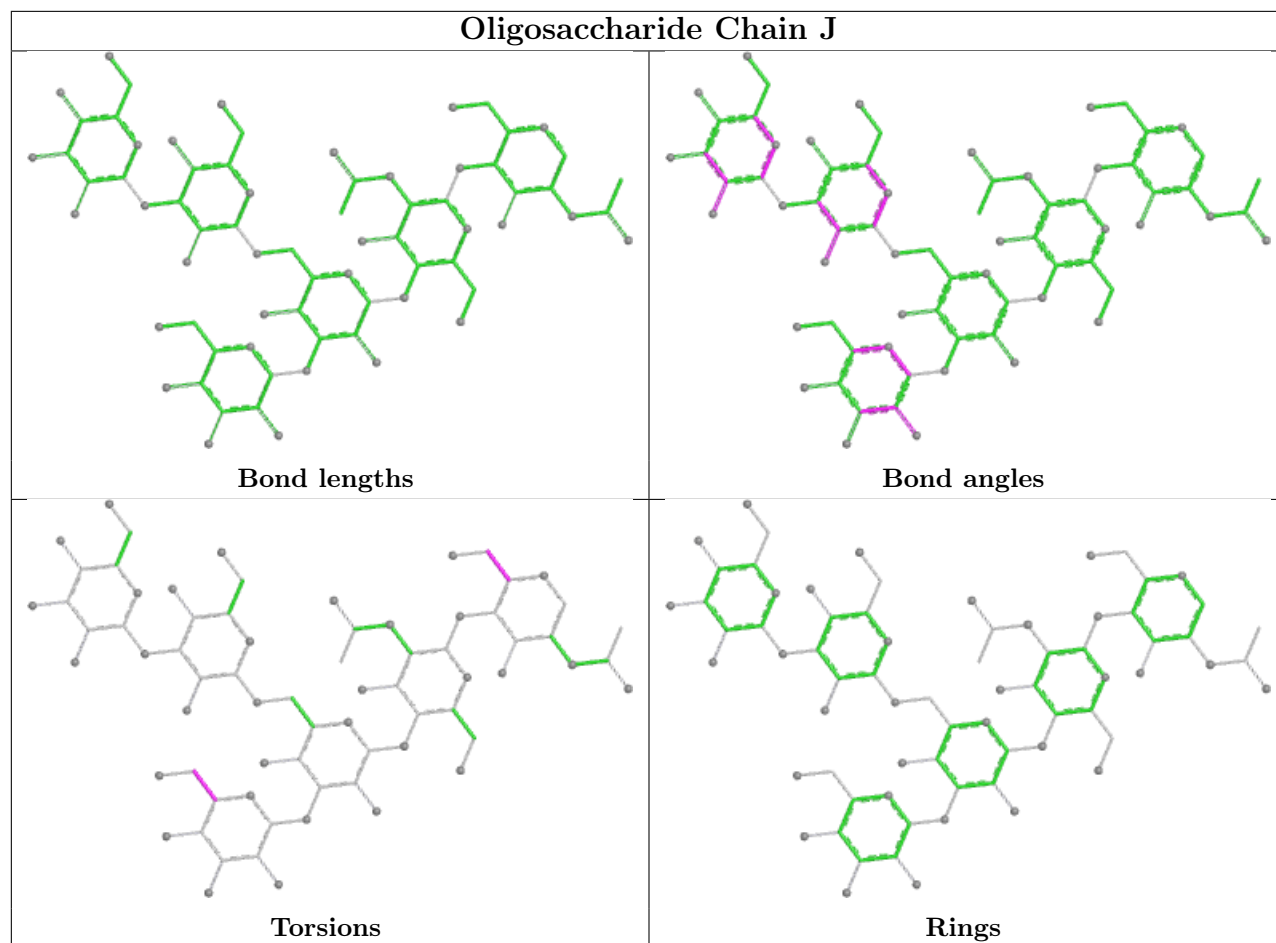 Oligosaccharide Chain J
Bond lengths
Bond angles
Torsions
Rings